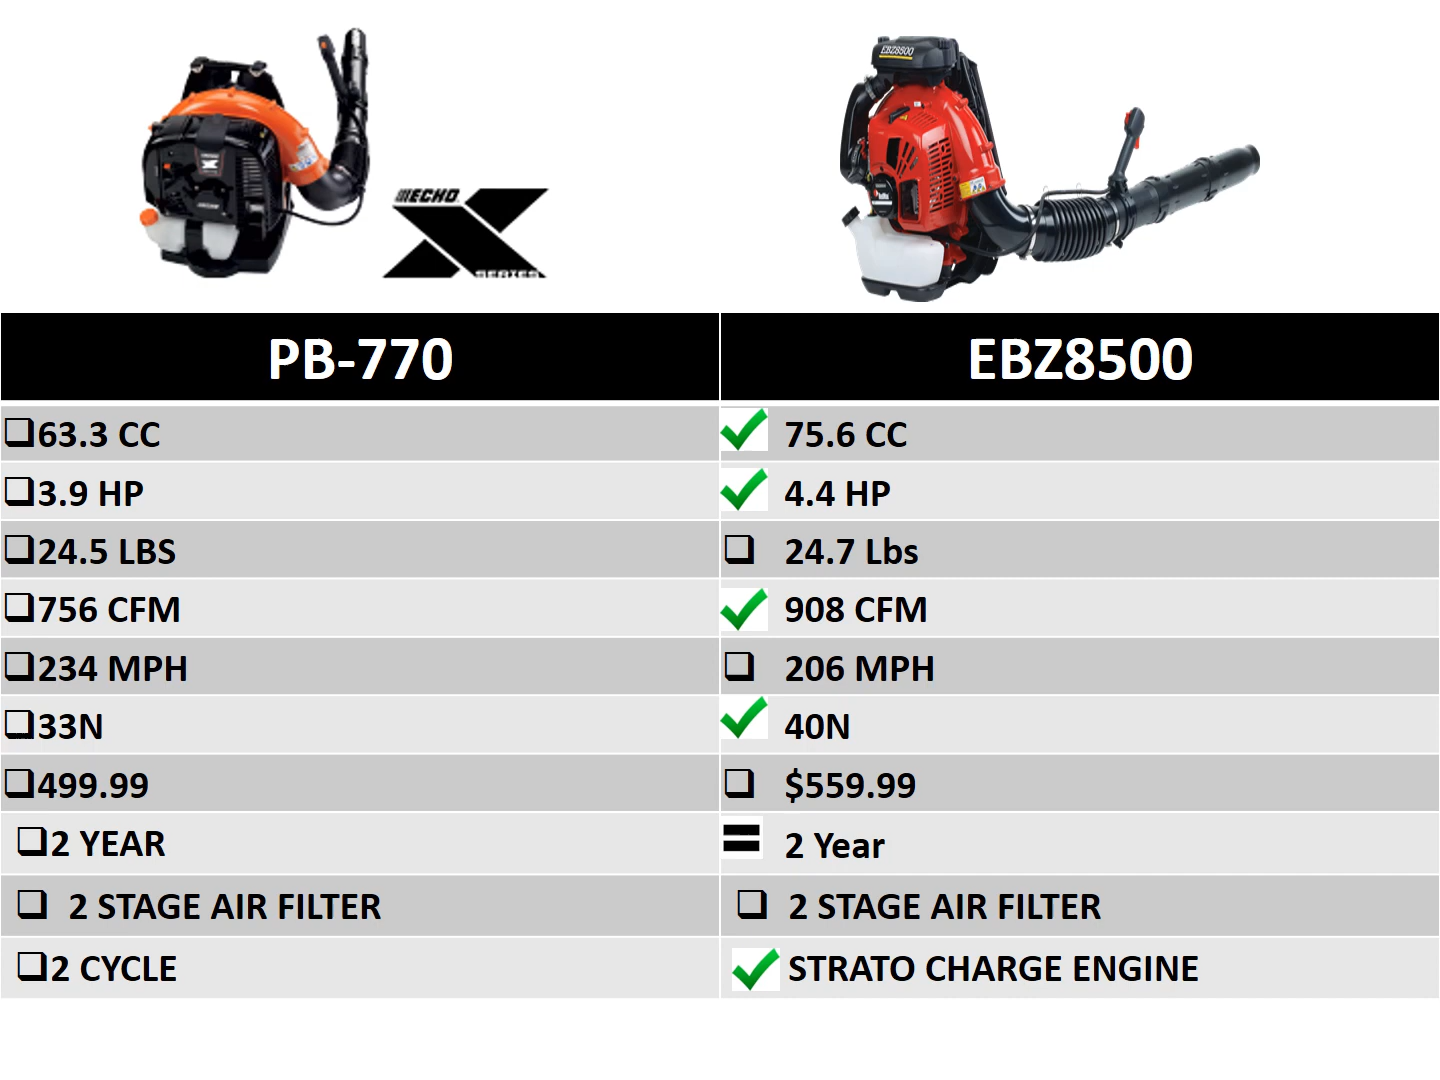 EBZ8500
ECHO
X
SERIES
PB-770 EBZ8500
63.3 CC 75.6 CC
3.9 HP 4.4 HP
24.5 LBS 24.7 Lbs
756 CFM 908 CFM
234 MPH 206 MPH
33N 40N
499.99 $559.99
2 YEAR = 2 Year
2 STAGE AIR FILTER 2 STAGE AIR FILTER
2 CYCLE STRATO CHARGE ENGINE